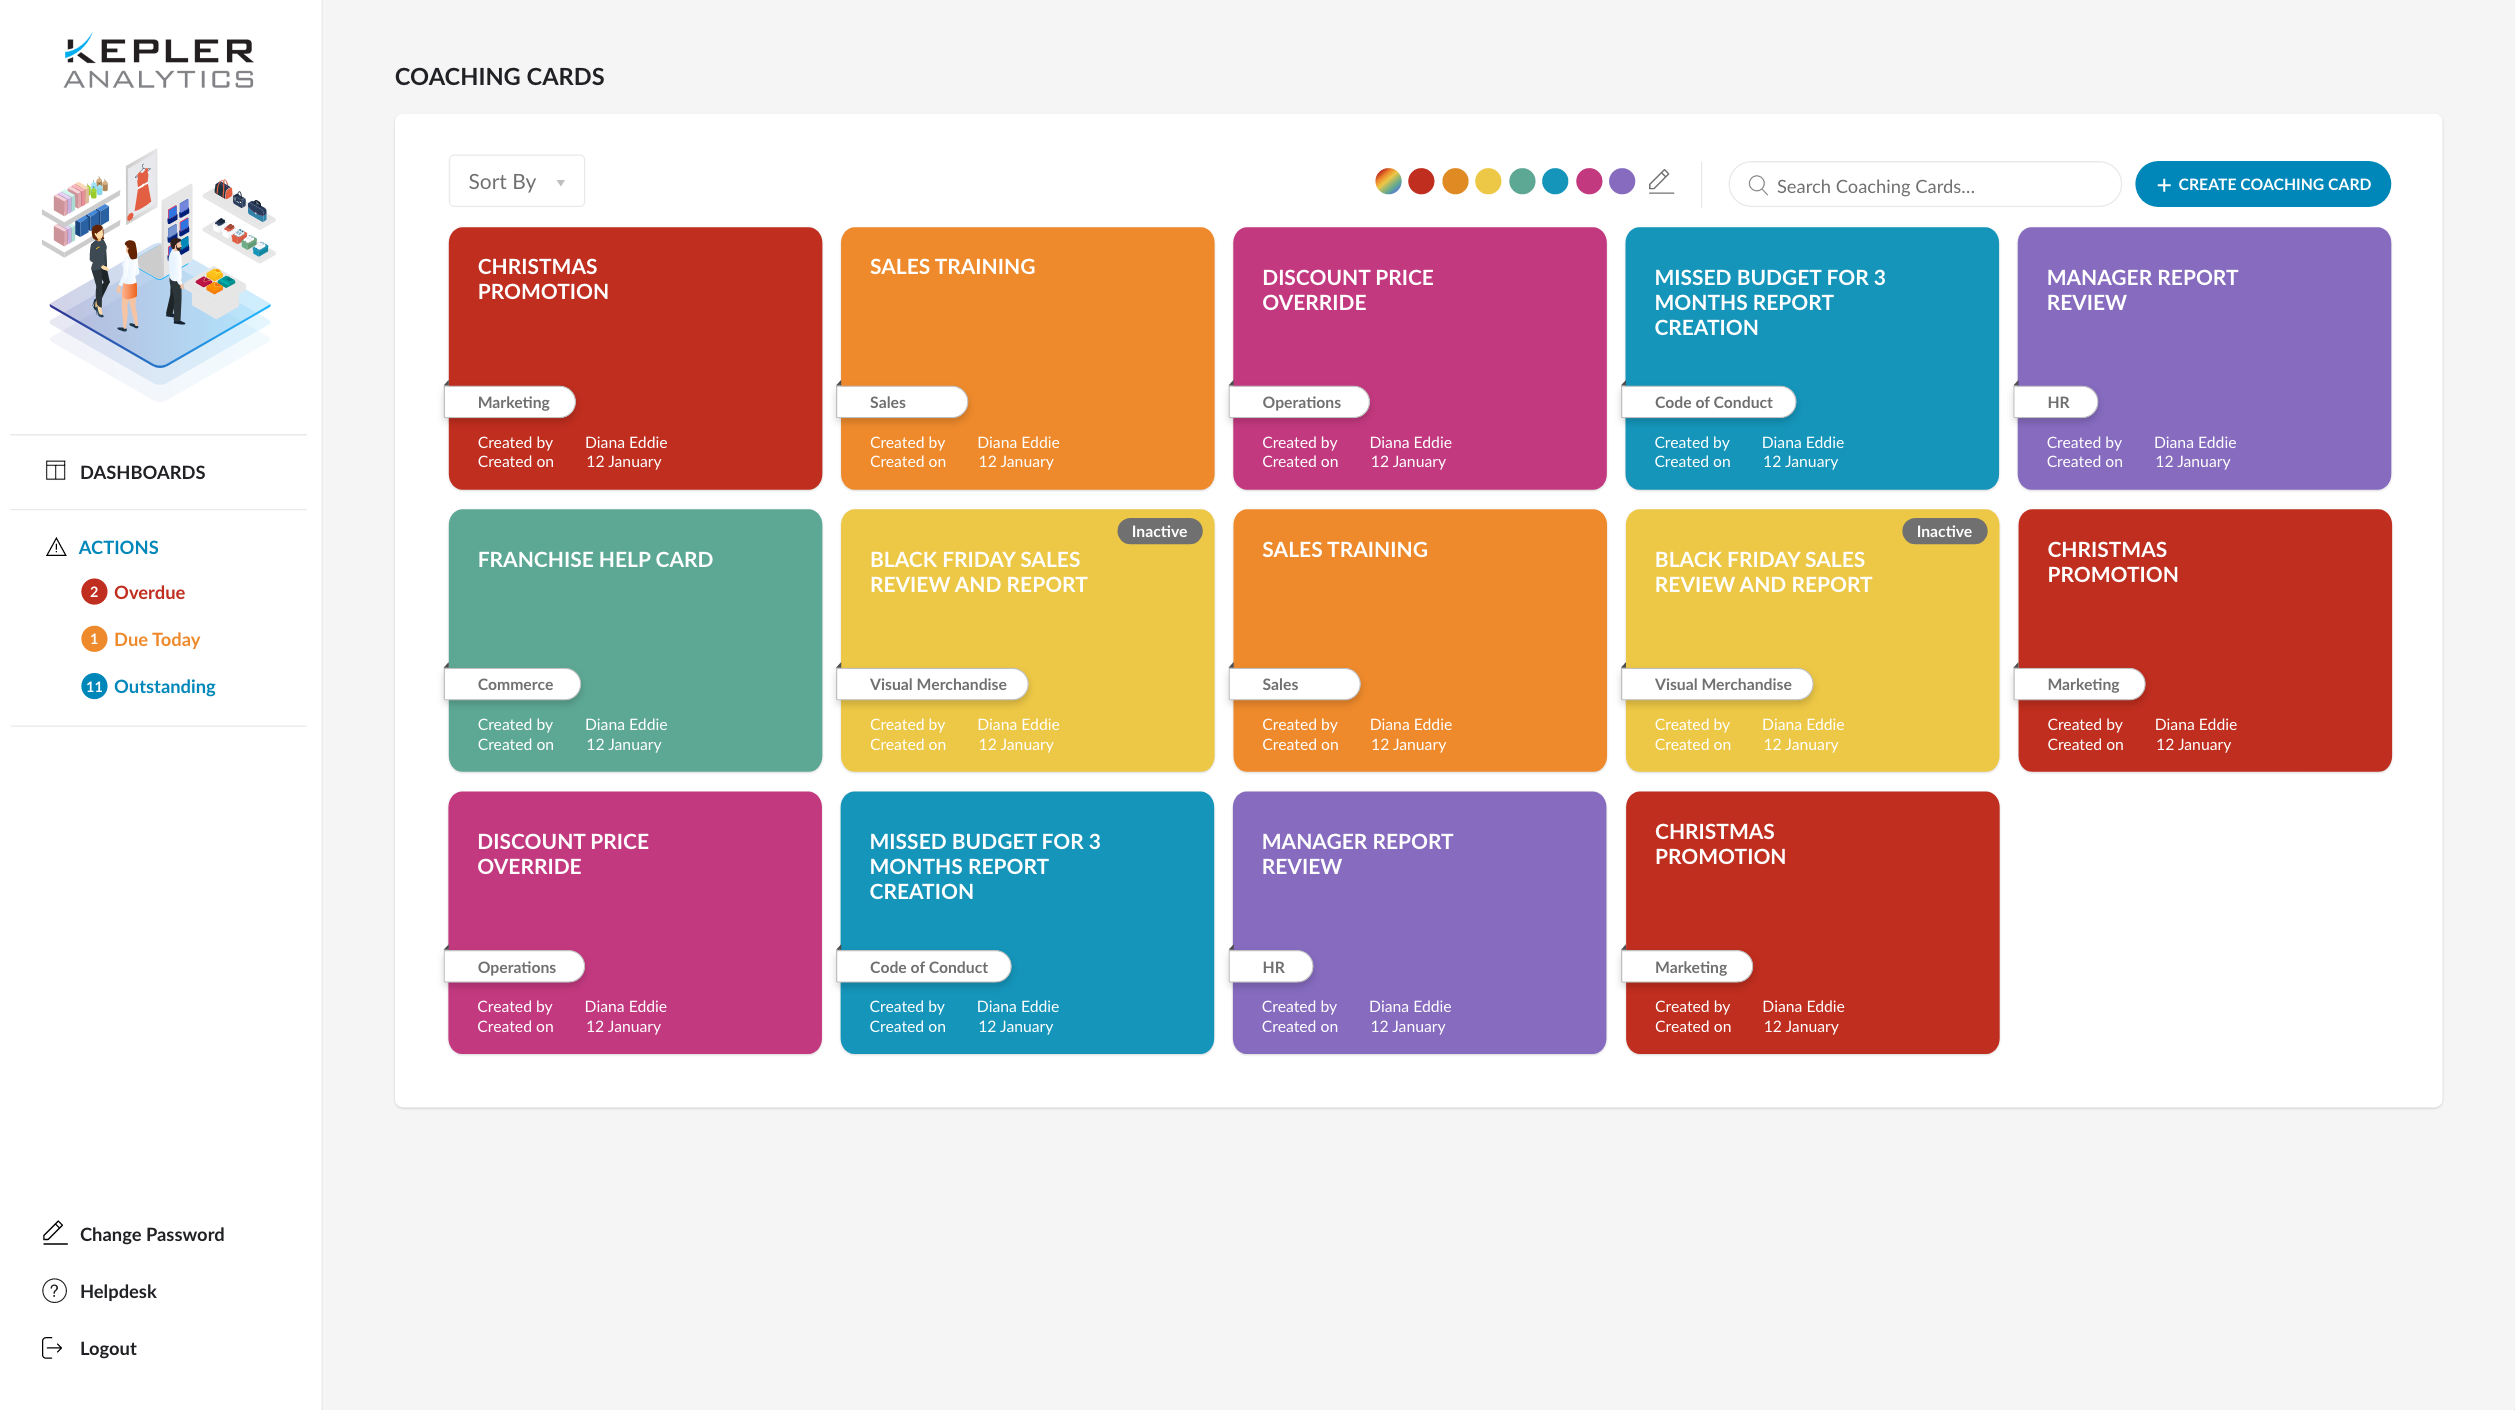 KEPLER
ANALYTICS
DASHBOARDS
ACTIONS
2 Overdue
1 Due Today
11 Outstanding
Change Password
Helpdesk
Logout
COACHING CARDS
Sort By
Search Coaching Cards...
+ CREATE COACHING CARD
CHRISTMAS
PROMOTION
Marketing
Created by Diana Eddie
Created on 12 January
SALES TRAINING
Sales
Created by Diana Eddie
Created on 12 January
DISCOUNT PRICE
OVERRIDE
Operations
Created by Diana Eddie
Created on 12 January
MISSED BUDGET FOR 3
MONTHS REPORT
CREATION
Code of Conduct
Created by Diana Eddie
Created on 12 January
MANAGER REPORT
REVIEW
HR
Created by Diana Eddie
Created on 12 January
FRANCHISE HELP CARD
Commerce
Created by Diana Eddie
Created on 12 January
Inactive
BLACK FRIDAY SALES
REVIEW AND REPORT
Visual Merchandise
Created by Diana Eddie
Created on 12 January
SALES TRAINING
Sales
Created by Diana Eddie
Created on 12 January
Inactive
BLACK FRIDAY SALES
REVIEW AND REPORT
Visual Merchandise
Created by Diana Eddie
Created on 12 January
CHRISTMAS
PROMOTION
Marketing
Created by Diana Eddie
Created on 12 January
DISCOUNT PRICE
OVERRIDE
Operations
Created by Diana Eddie
Created on 12 January
MISSED BUDGET FOR 3
MONTHS REPORT
CREATION
Code of Conduct
Created by Diana Eddie
Created on 12 January
MANAGER REPORT
REVIEW
HR
Created by Diana Eddie
Created on 12 January
CHRISTMAS
PROMOTION
Marketing
Created by Diana Eddie
Created on 12 January